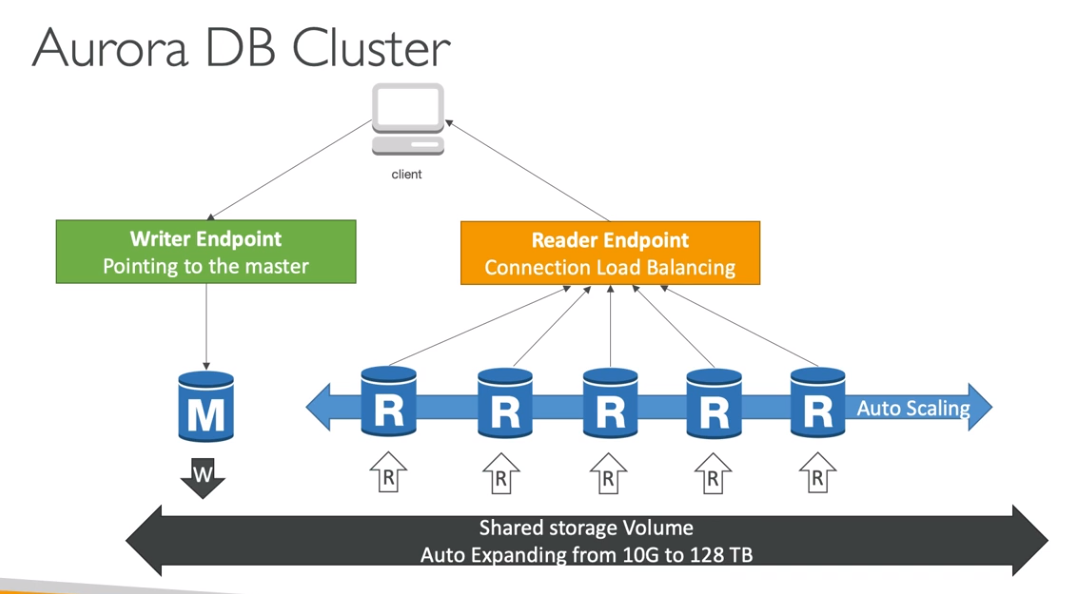 Aurora DB Cluster
client
Writer Endpoint
Pointing to the master
Reader Endpoint
Connection Load Balancing
M
R
R
R
R
R
Auto Scaling
W
R
R
R
R
R
Shared storage Volume
Auto Expanding from 10G to 128 TB